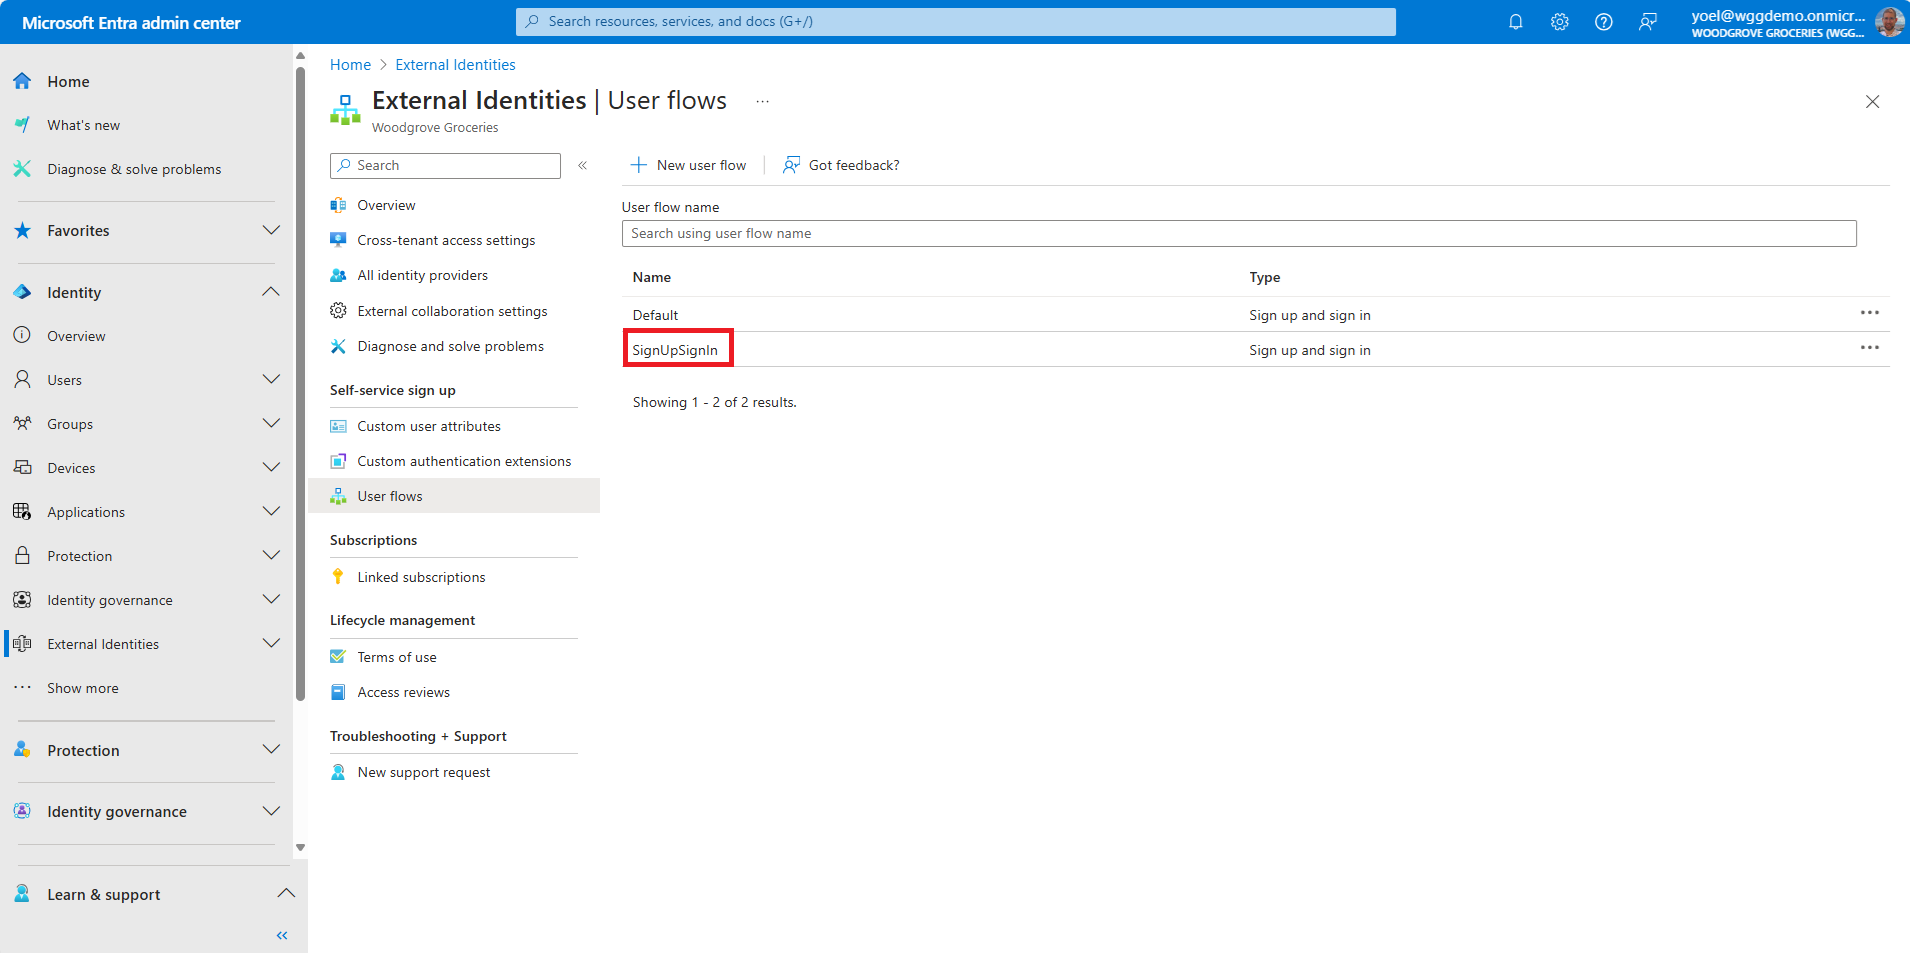 Microsoft Entra admin center
Search resources, services, and docs (G+/)
yoel@wggdemo.onmicr...
WOODGROVE GROCERIES (WGG...
Home
What's new
Diagnose & solve problems
Favorites
Identity
Overview
Users
Groups
Devices
Applications
Protection
Identity governance
External Identities
Show more
Protection
Identity governance
Learn & support
Home > External Identities
External Identities | User flows ...
Woodgrove Groceries
Search
Overview
Cross-tenant access settings
All identity providers
External collaboration settings
Diagnose and solve problems
Self-service sign up
Custom user attributes
Custom authentication extensions
User flows
Subscriptions
Linked subscriptions
Lifecycle management
Terms of use
Access reviews
Troubleshooting + Support
New support request
New user flow | Got feedback?
User flow name
Search using user flow name
Name Type
Default Sign up and sign in
SignUpSignIn Sign up and sign in
Showing 1 - 2 of 2 results.